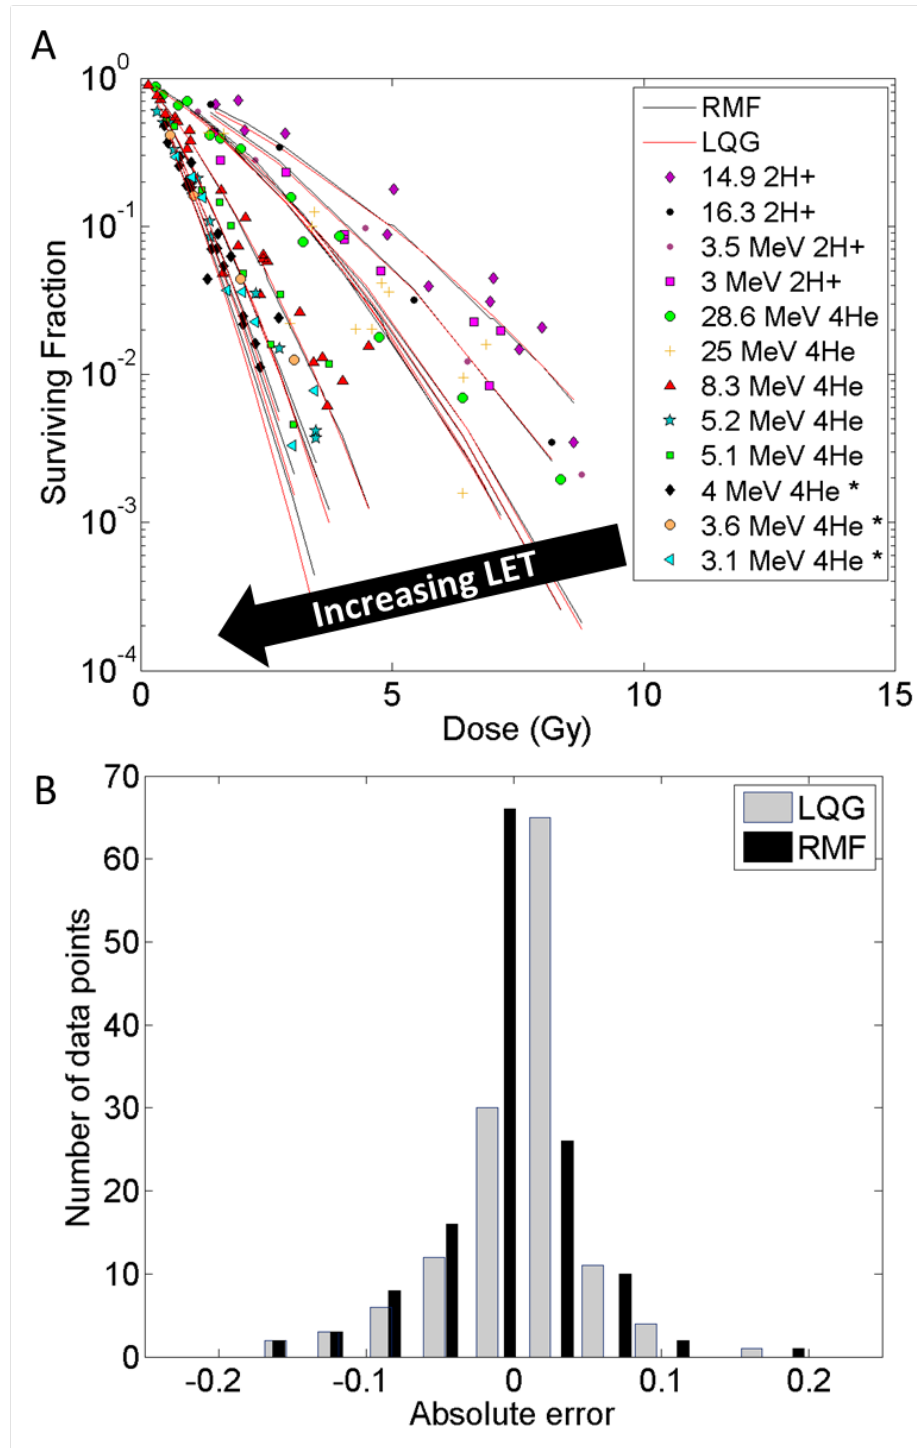 A
10^0
10^-1
10^-2
10^-3
10^-4
Surviving Fraction
0
5
10
15
Dose (Gy)
RMF
LQG
14.9 2H+
16.3 2H+
3.5 MeV 2H+
3 MeV 2H+
28.6 MeV 4He
25 MeV 4He
8.3 MeV 4He
5.2 MeV 4He
5.1 MeV 4He
4 MeV 4He *
3.6 MeV 4He *
3.1 MeV 4He *
Increasing LET
B
70
60
50
40
30
20
10
0
Number of data points
-0.2
-0.1
0
0.1
0.2
Absolute error
LQG
RMF